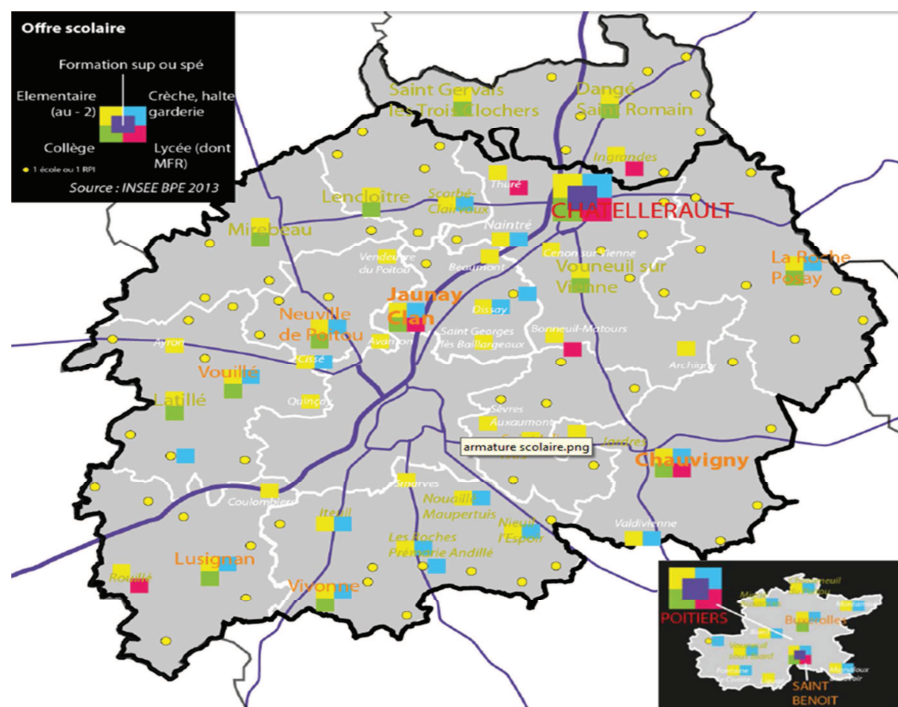 Offre scolaire
Formation sup ou spé
Elementaire
(au - 2)
Crèche, halte
garderie
Collège
Lycée (dont
MFR)
1 école ou 1 RPI
Source : INSEE BPE 2013
Saint Gervais
les Trois Clochers
Dangé
Saint Romain
Ingrandes
Thuré
Lencloître
Scorbé-
Clairvaux
CHATELLERAULT
Mirebeau
Naintré
Vendeuvre
du Poitou
Beaumont
Cenon sur Vienne
Vouneuil sur
Vienne
La Roche
Posay
Jaunay
Clan
Neuville
de Poitou
Dissay
Ayron
Avanton
Saint Georges
lès Baillargeaux
Bonneuil-Matours
Cissé
Archigny
Vouillé
Latillé
Quinçay
Sèvres
Auxaumont
armature scolaire.png
Jardres
Chauvigny
Coulombiers
Smarves
Nouaillé
Maupertuis
Iteuil
Nieuil
l'Espoir
Valdivienne
Les Roches
Prémarie Andillé
Lusignan
Rouillé
Vivonne
POITIERS
Buxerolles
SAINT
BENOIT